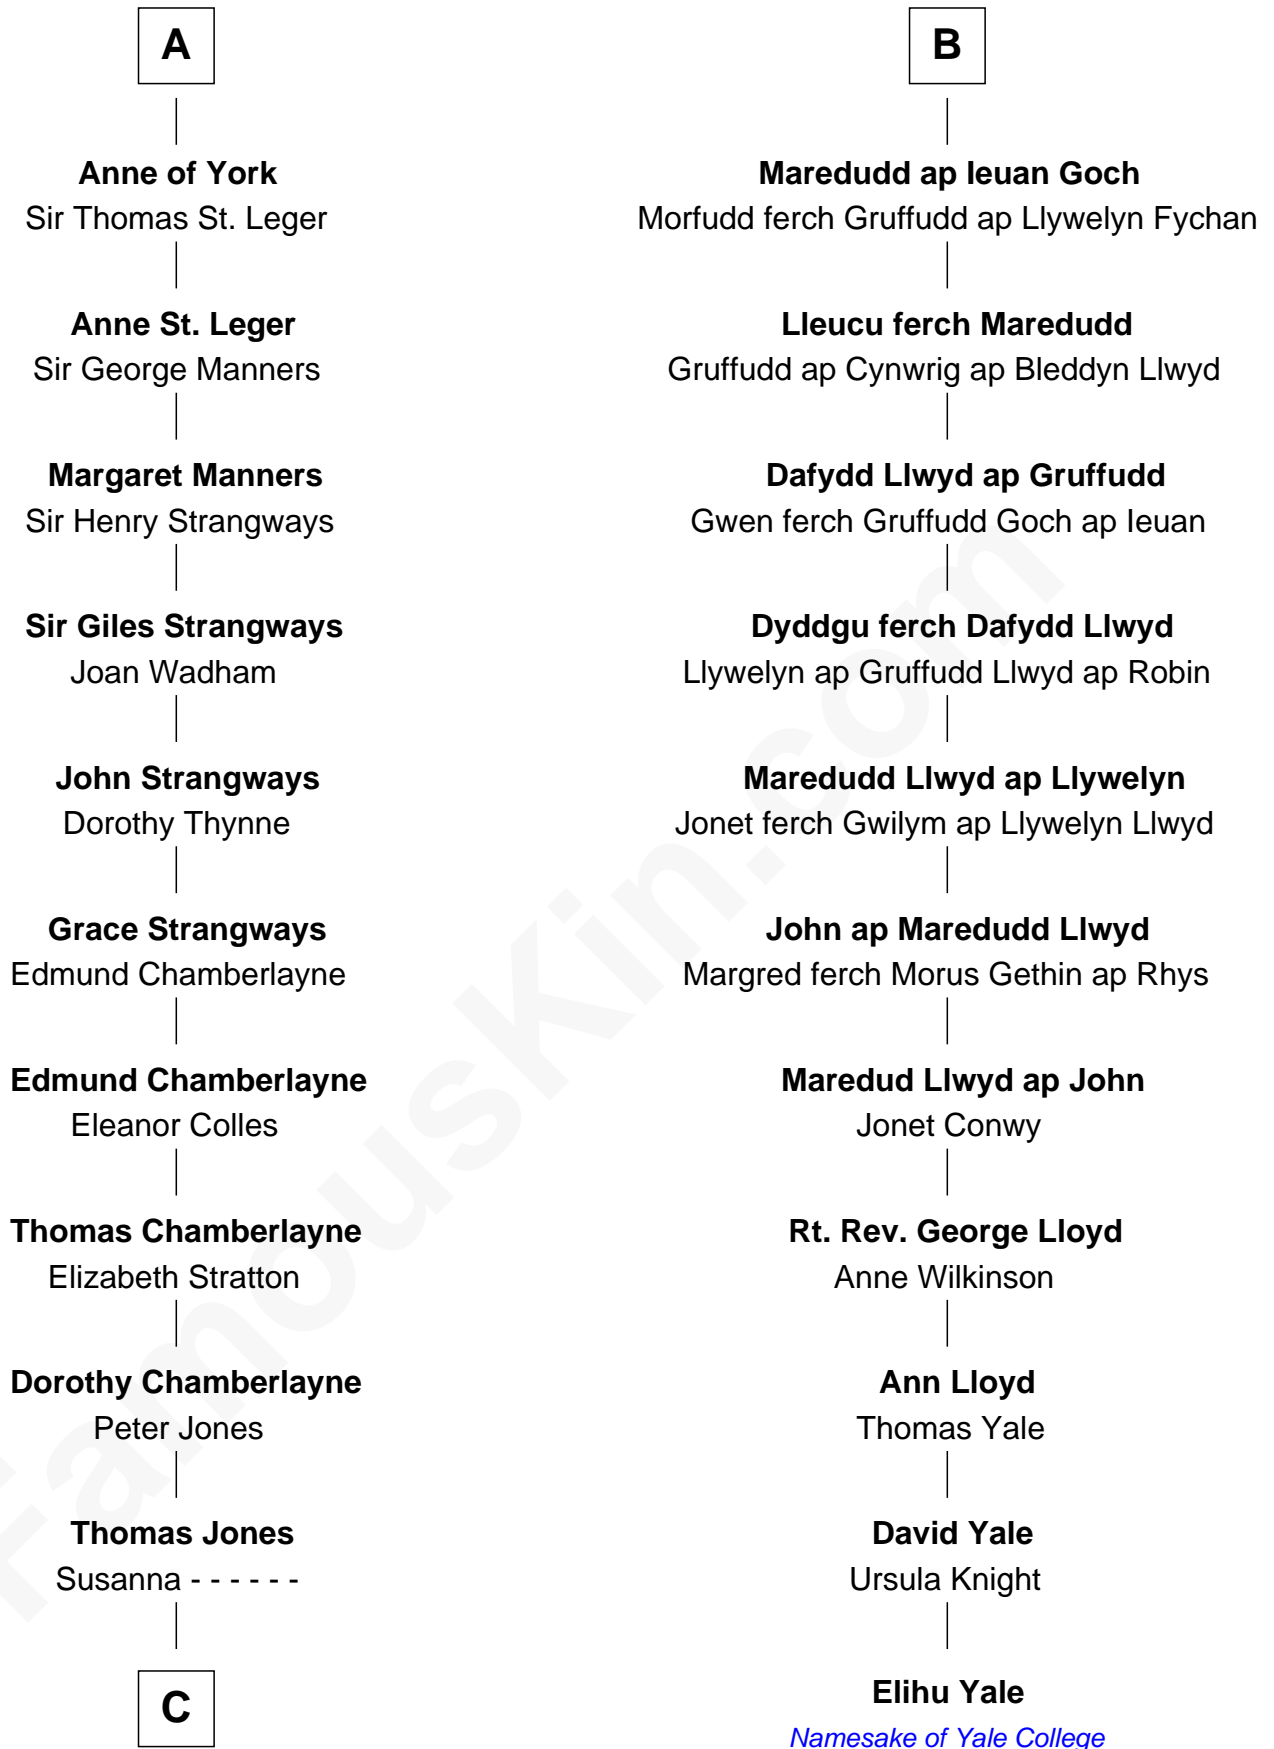 A
Anne of York
Sir Thomas St. Leger
Anne St. Leger
Sir George Manners
Margaret Manners
Sir Henry Strangways
Sir Giles Strangways
Joan Wadham
John Strangways
Dorothy Thynne
Grace Strangways
Edmund Chamberlayne
Edmund Chamberlayne
Eleanor Colles
Thomas Chamberlayne
Elizabeth Stratton
Dorothy Chamberlayne
Peter Jones
Thomas Jones
Susanna - - - - - -
C
B
Maredudd ap Ieuan Goch
Morfudd ferch Gruffudd ap Llywelyn Fychan
Lleucu ferch Maredudd
Gruffudd ap Cynwrig ap Bleddyn Llwyd
Dafydd Llwyd ap Gruffudd
Gwen ferch Gruffudd Goch ap Ieuan
Dyddgu ferch Dafydd Llwyd
Llywelyn ap Gruffudd Llwyd ap Robin
Maredudd Llwyd ap Llywelyn
Jonet ferch Gwilym ap Llywelyn Llwyd
John ap Maredudd Llwyd
Margred ferch Morus Gethin ap Rhys
Maredud Llwyd ap John
Jonet Conwy
Rt. Rev. George Lloyd
Anne Wilkinson
Ann Lloyd
Thomas Yale
David Yale
Ursula Knight
Elihu Yale
Namesake of Yale College
FamousKin.com